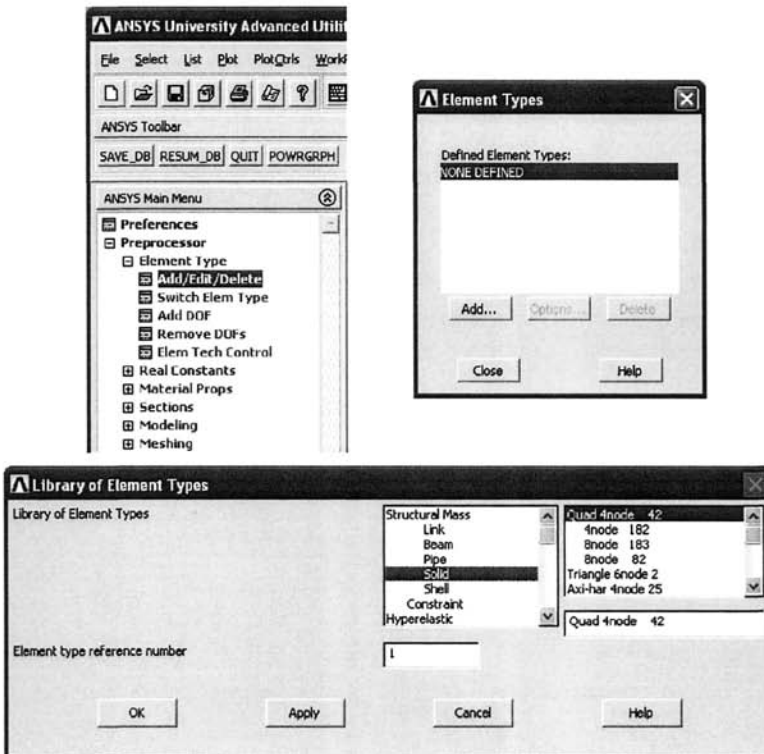 ANSYS University Advanced Utilit
File Select List Plot PlotCtrls WorkP
ANSYS Toolbar
SAVE_DB RESUM_DB QUIT POWRGRPH
ANSYS Main Menu
Preferences
Preprocessor
Element Type
Add/Edit/Delete
Switch Elem Type
Add DOF
Remove DOFs
Elem Tech Control
Real Constants
Material Props
Sections
Modeling
Meshing
Element Types
Defined Element Types:
NONE DEFINED
Add... Options... Delete
Close Help
Library of Element Types
Library of Element Types
Structural Mass
Link
Beam
Pipe
Solid
Shell
Constraint
Hyperelastic
Quad 4node 42
4node 182
8node 183
8node 82
Triangle 6node 2
Axi-har 4node 25
Quad 4node 42
Element type reference number
1
OK Apply Cancel Help